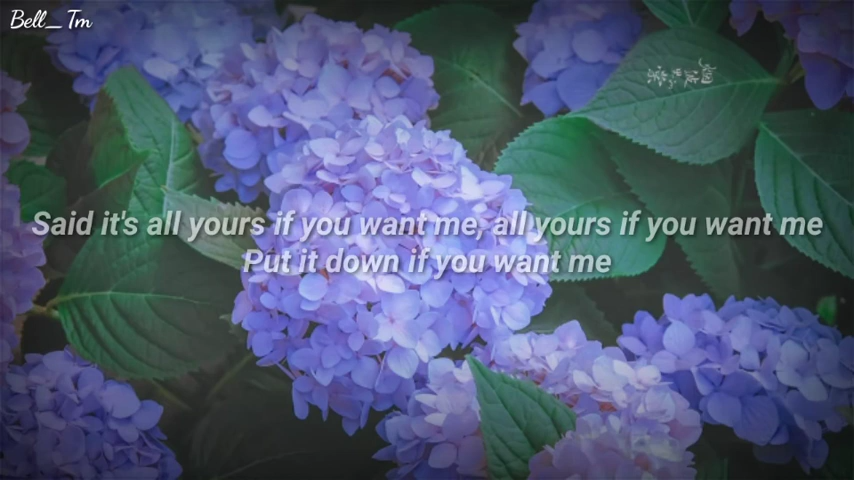 Bell_Tm
Said it's all yours if you want me, all yours if you want me
Put it down if you want me